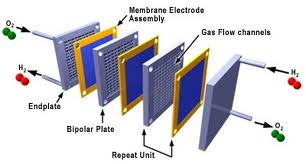 Membrane Electrode
Assembly
Gas Flow channels
O₂
H₂
Endplate
Bipolar Plate
Repeat Unit
H₂
O₂